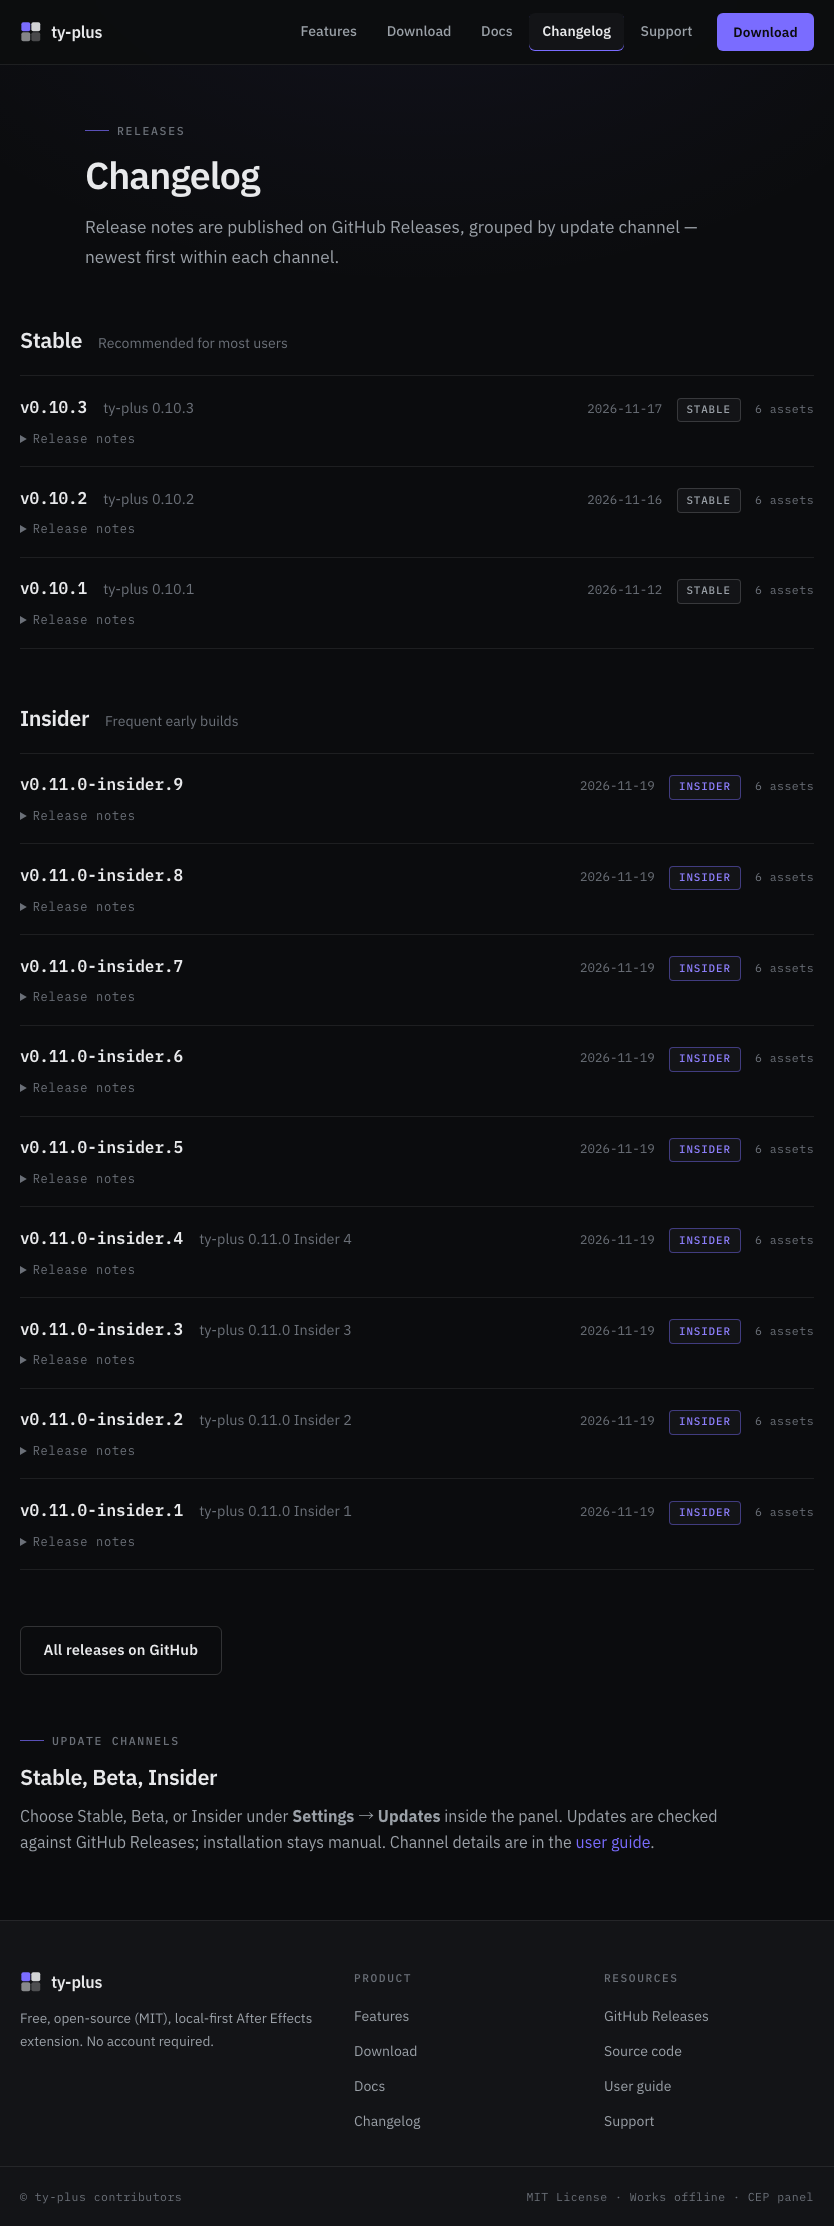 ty-plus Features Download Docs Changelog Support Download
RELEASES
Changelog
Release notes are published on GitHub Releases, grouped by update channel —
newest first within each channel.
Stable Recommended for most users
v0.10.3 ty-plus 0.10.3 2026-11-17 STABLE 6 assets
Release notes
v0.10.2 ty-plus 0.10.2 2026-11-16 STABLE 6 assets
Release notes
v0.10.1 ty-plus 0.10.1 2026-11-12 STABLE 6 assets
Release notes
Insider Frequent early builds
v0.11.0-insider.9 2026-11-19 INSIDER 6 assets
Release notes
v0.11.0-insider.8 2026-11-19 INSIDER 6 assets
Release notes
v0.11.0-insider.7 2026-11-19 INSIDER 6 assets
Release notes
v0.11.0-insider.6 2026-11-19 INSIDER 6 assets
Release notes
v0.11.0-insider.5 2026-11-19 INSIDER 6 assets
Release notes
v0.11.0-insider.4 ty-plus 0.11.0 Insider 4 2026-11-19 INSIDER 6 assets
Release notes
v0.11.0-insider.3 ty-plus 0.11.0 Insider 3 2026-11-19 INSIDER 6 assets
Release notes
v0.11.0-insider.2 ty-plus 0.11.0 Insider 2 2026-11-19 INSIDER 6 assets
Release notes
v0.11.0-insider.1 ty-plus 0.11.0 Insider 1 2026-11-19 INSIDER 6 assets
Release notes
All releases on GitHub
UPDATE CHANNELS
Stable, Beta, Insider
Choose Stable, Beta, or Insider under Settings → Updates inside the panel. Updates are checked
against GitHub Releases; installation stays manual. Channel details are in the user guide.
ty-plus
Free, open-source (MIT), local-first After Effects
extension. No account required.
PRODUCT
Features
Download
Docs
Changelog
RESOURCES
GitHub Releases
Source code
User guide
Support
© ty-plus contributors MIT License · Works offline · CEP panel